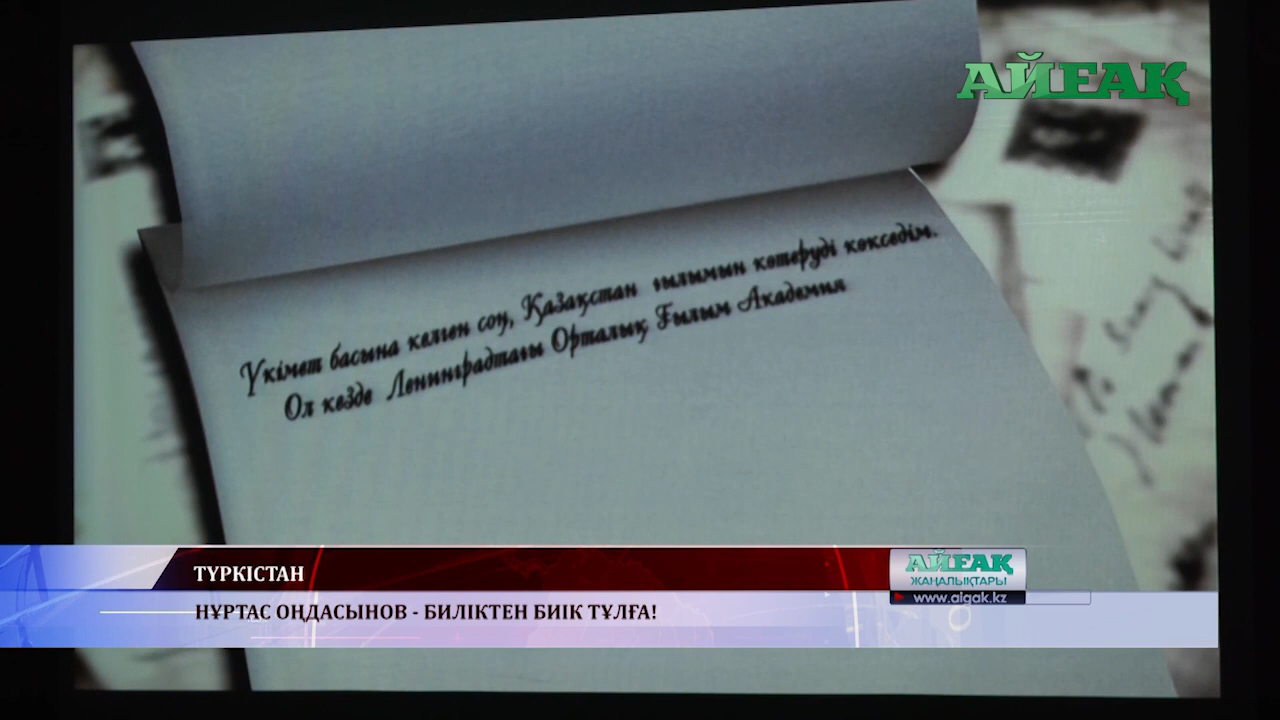 АЙҒАҚ
Үкімет басына келген соң, Қазақстан ғылымын көтеруді көкседім.
Ол кезде Ленинградтағы Орталық Ғылым Академия
ТҮРКІСТАН
АЙҒАҚ
ЖАҢАЛЫҚТАРЫ
www.aigak.kz
НҰРТАС ОҢДАСЫНОВ - БИЛІКТЕН БИІК ТҰЛҒА!